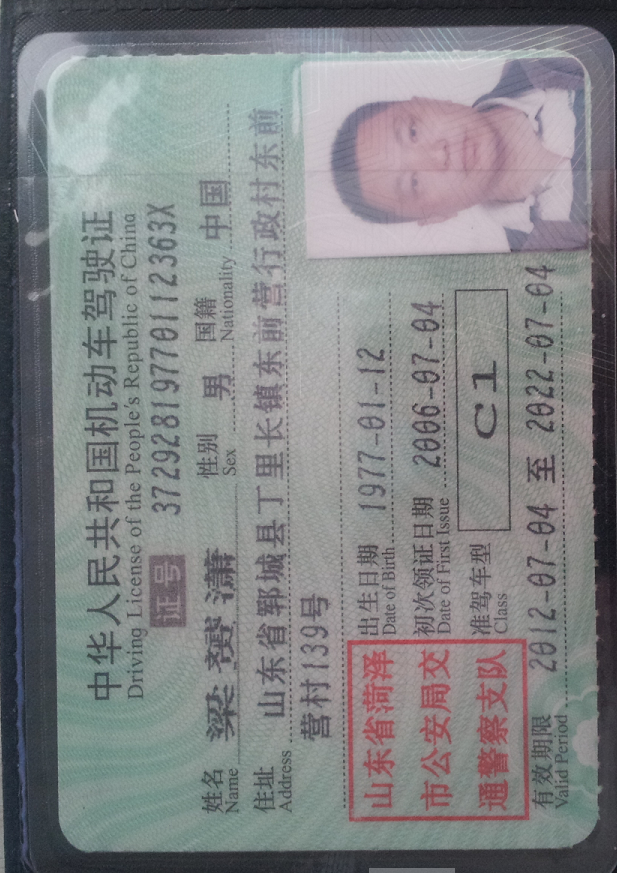 中华人民共和国机动车驾驶证
Driving License of the People's Republic of China
证号 37292819770112363X
姓名 梁赟潇 性别 男 国籍 中国
Name Sex Nationality
住址 山东省鄆城县丁里长镇东前营行政村东前
Address
营村139号
山东省菏泽
市公安局交
通警察支队
出生日期 1977-01-12
Date of Birth
初次领证日期 2006-07-04
Date of First Issue
准驾车型 C1
Class
有效期限 2012-07-04 至 2022-07-04
Valid Period